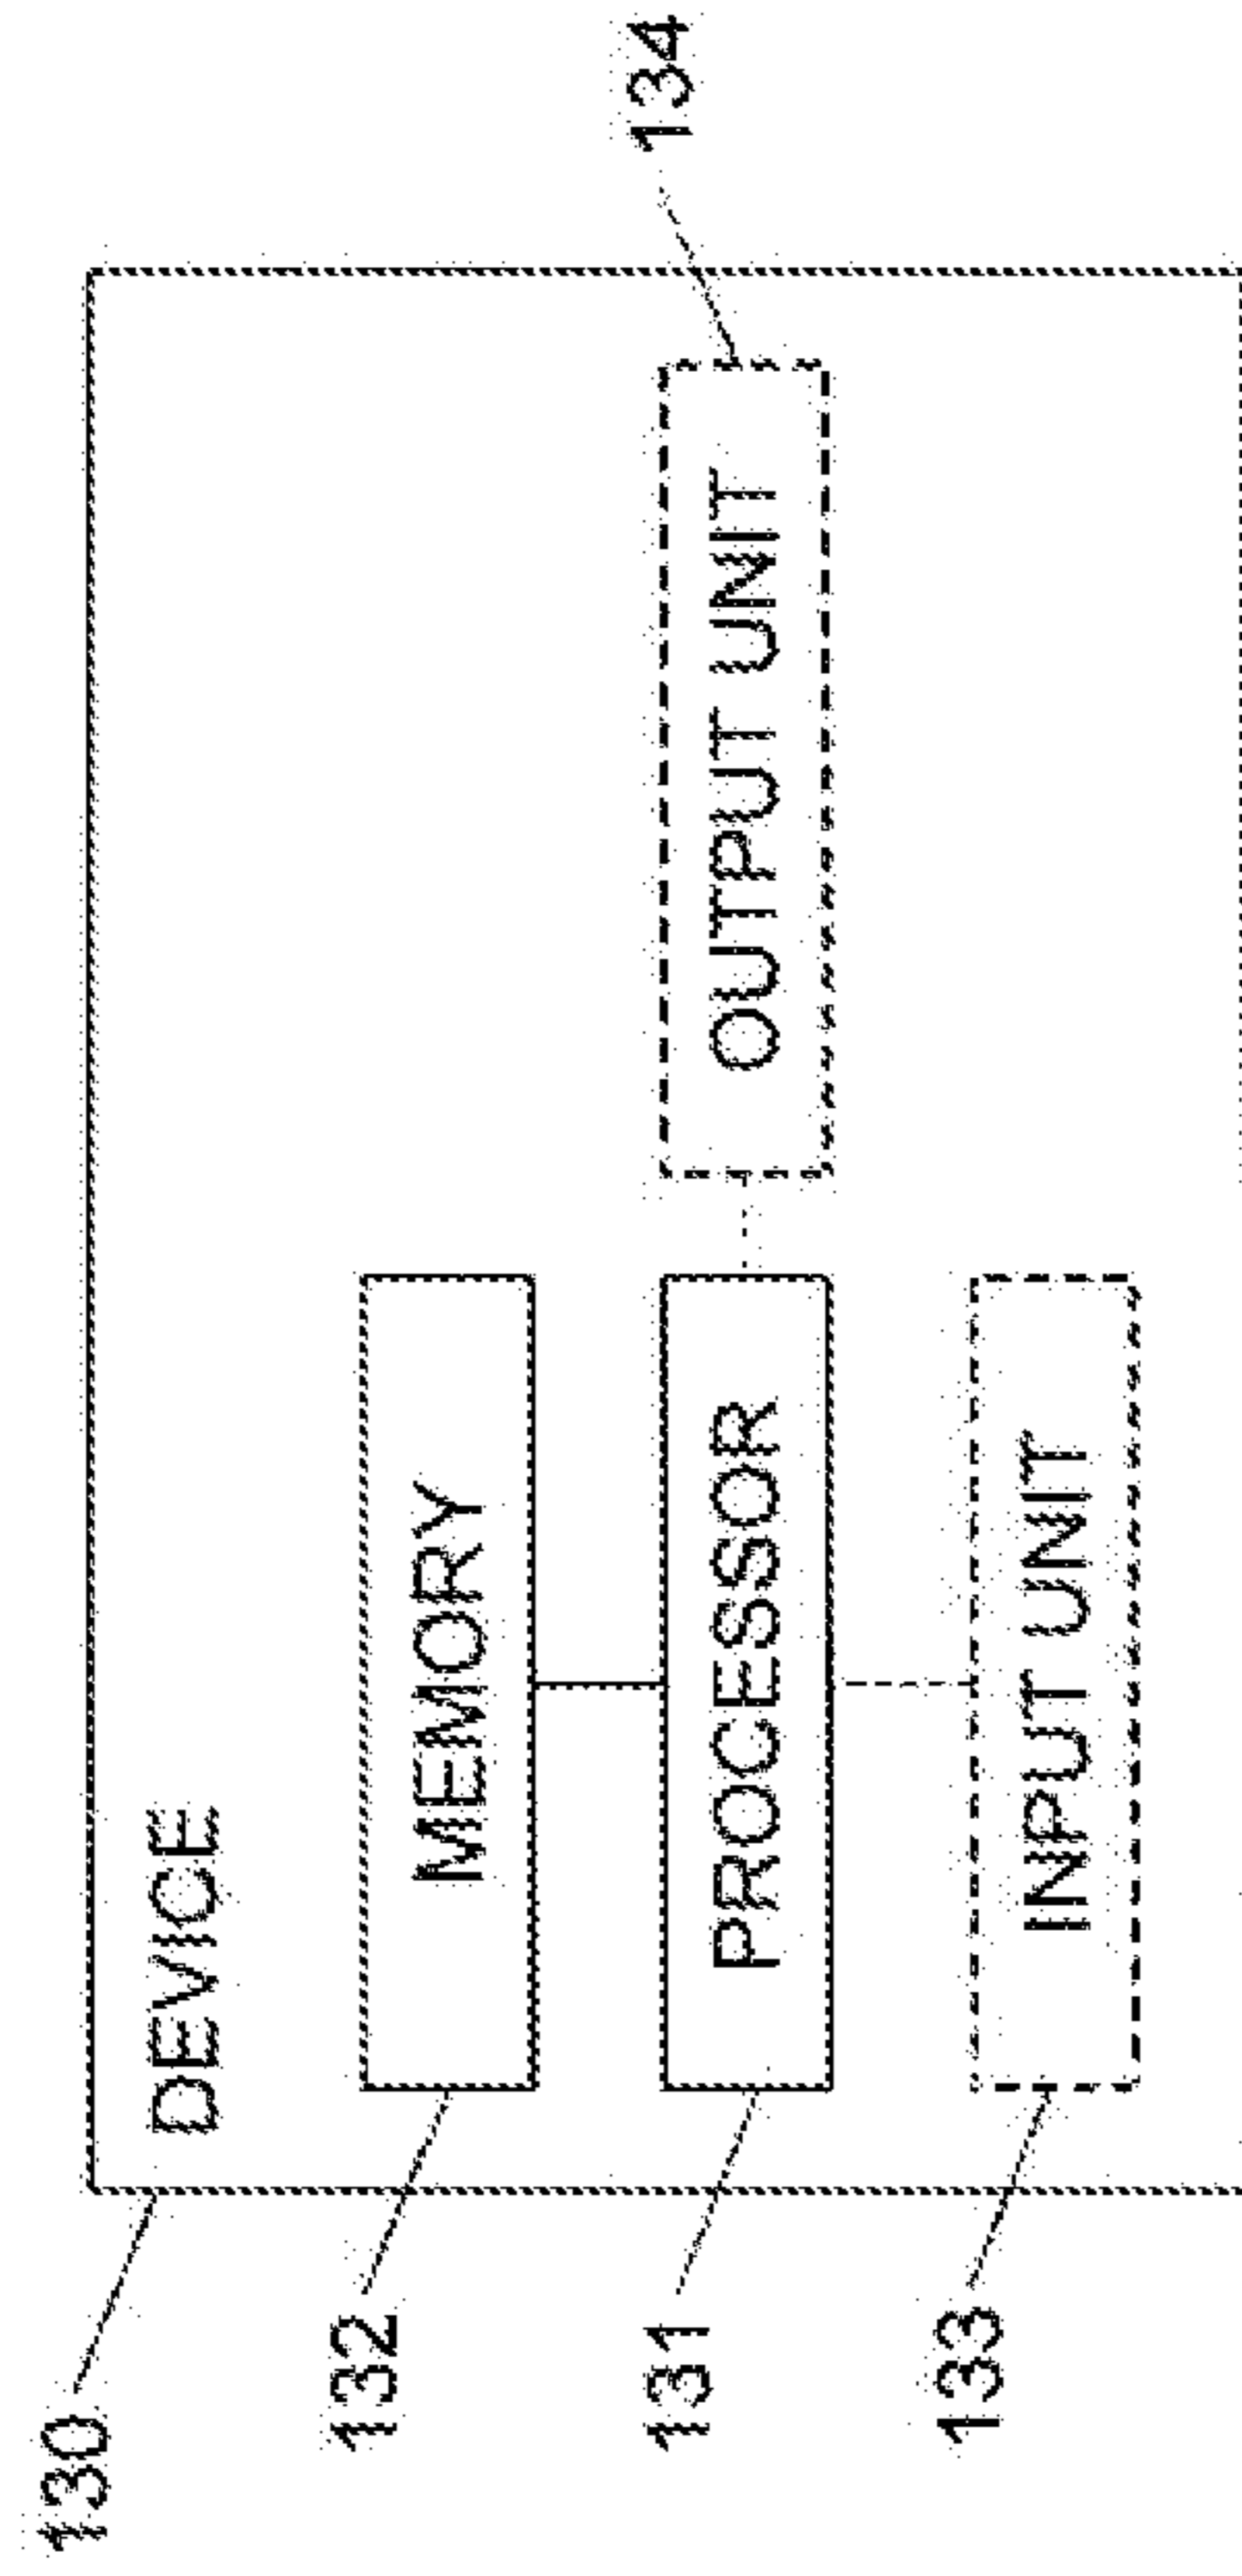 130
DEVICE
132
MEMORY
131
PROCESSOR
OUTPUT UNIT
134
133
INPUT UNIT